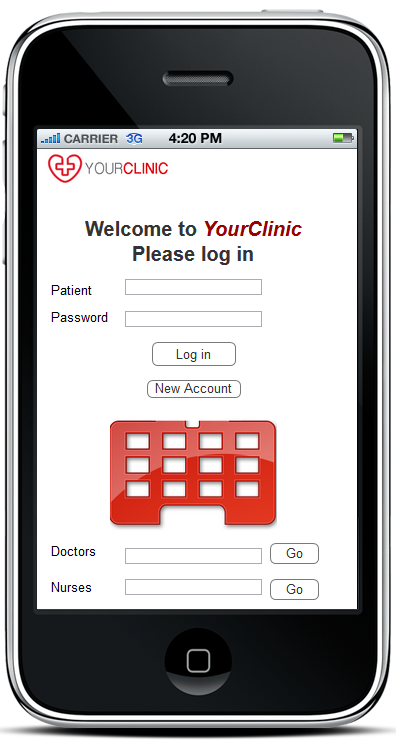 CARRIER 3G 4:20 PM
YOURCLINIC
Welcome to YourClinic
Please log in
Patient
Password
Log in
New Account
Doctors Go
Nurses Go